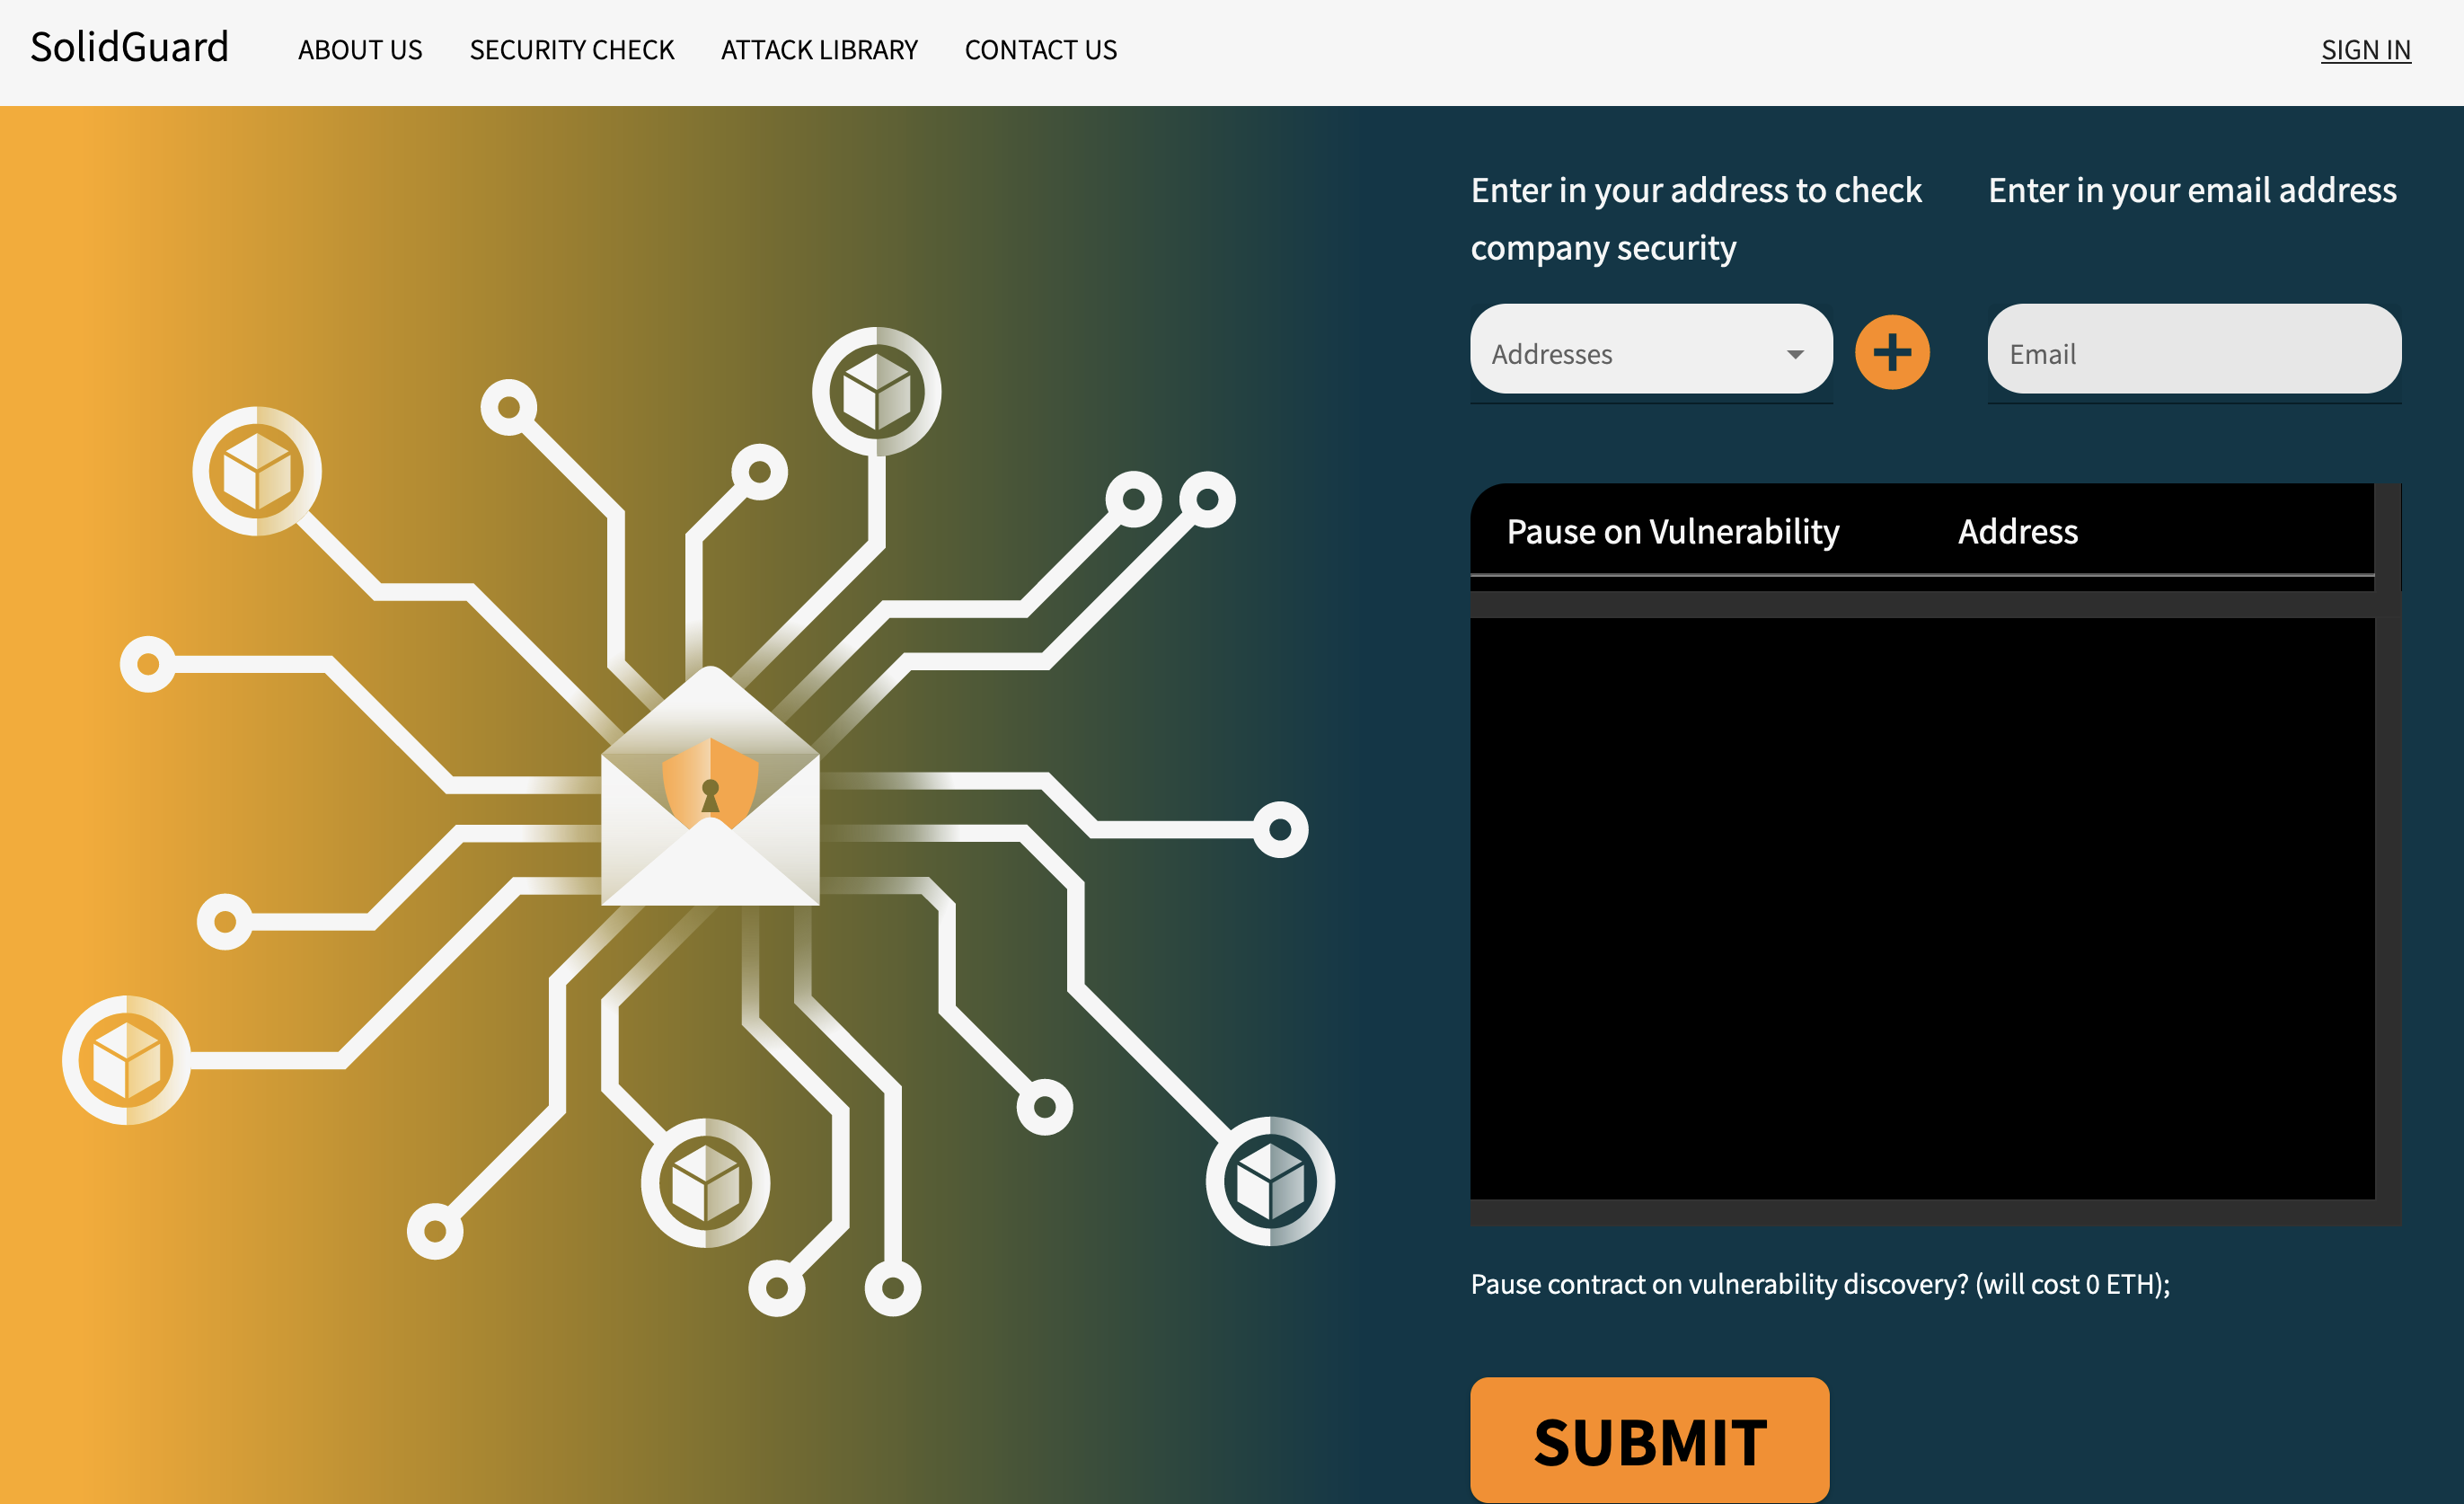 SolidGuard ABOUT US SECURITY CHECK ATTACK LIBRARY CONTACT US SIGN IN
Enter in your address to check
company security
Enter in your email address
Addresses
Email
Pause on Vulnerability Address
Pause contract on vulnerability discovery? (will cost 0 ETH);
SUBMIT